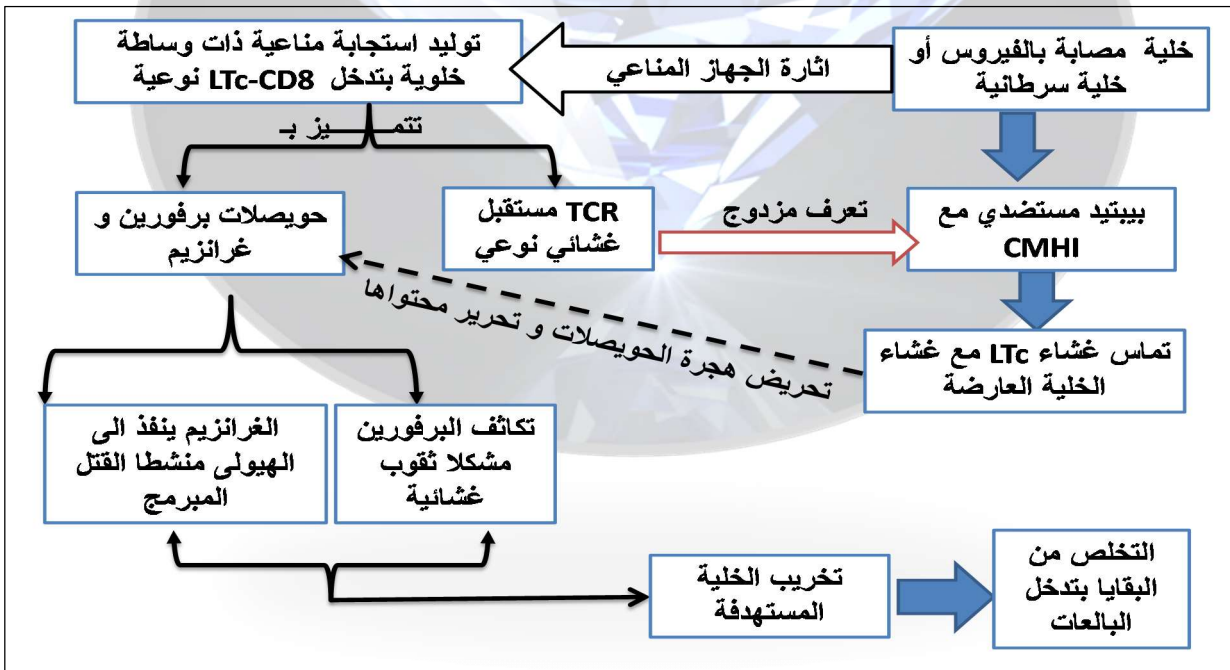 توليد استجابة مناعية ذات وساطة
خلوية بتدخل LTc-CD8 نوعية
اثارة الجهاز المناعي
خلية مصابة بالفيروس أو
خلية سرطانية
تتمـــــــيز بـ
حويصلات برفورين و
غرانزيم
TCR مستقبل
غشائي نوعي
تعرف مزدوج
بيبتيد مستضدي مع
CMHI
تحريض هجرة الحويصلات و تحرير محتواها
تماس غشاء LTc مع غشاء
الخلية العارضة
الغرانزيم ينفذ الى
الهيولى منشطا القتل
المبرمج
تكاثف البرفورين
مشكلا ثقوب
غشائية
تخريب الخلية
المستهدفة
التخلص من
البقايا بتدخل
البالعات